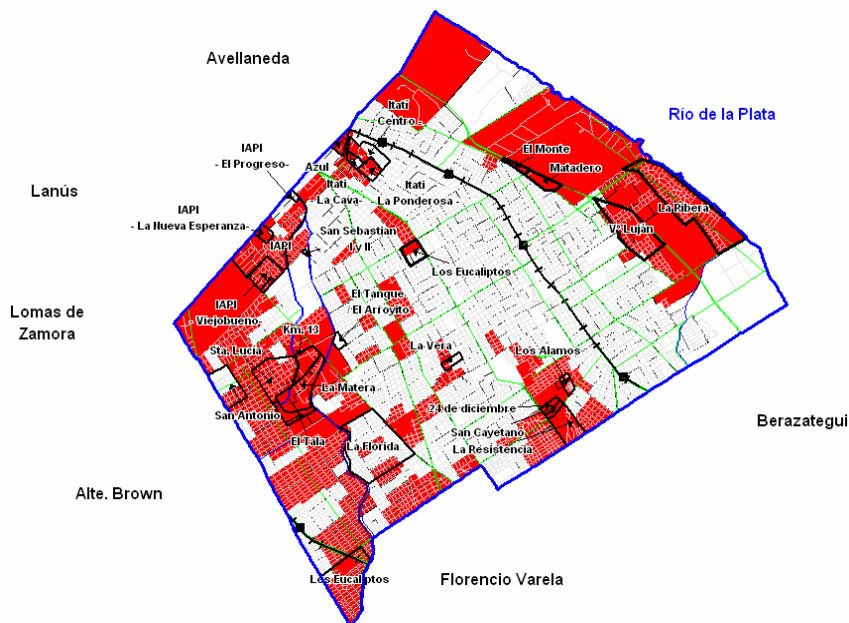 Avellaneda
Río de la Plata
Itatí
- Centro -
El Monte
Matadero
IAPI
- El Progreso-
Azul
Itatí
- La Cava-
Itatí
La Ponderosa
Lanús
La Ribera
IAPI
- La Nueva Esperanza-
San Sebastian
I y II
Vº Luján
IAPI
Los Eucaliptos
IAPI
Viejobueno-
El Tanque
El Arroyito
Lomas de
Zamora
Km. 13
Sta. Lucía
La Vera
Los Alamos
La Matera
24 de diciembre
San Antonio
Berazategui
San Cayetano
El Tala
La Florida
La Resistencia
Alte. Brown
Los Eucaliptos
Florencio Varela